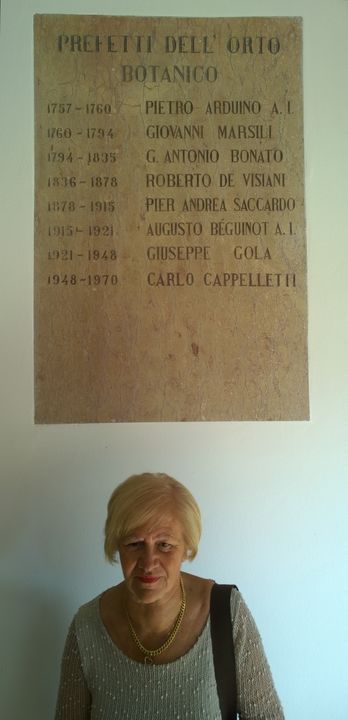 PREFETTI DELL' ORTO
BOTANICO
1757-1760 PIETRO ARDUINO A.I.
1760-1794 GIOVANNI MARSILI
1794-1835 G. ANTONIO BONATO
1836-1878 ROBERTO DE VISIANI
1878-1915 PIER ANDREA SACCARDO
1915-1921 AUGUSTO BÉGUINOT A.I.
1921-1948 GIUSEPPE GOLA
1948-1970 CARLO CAPPELLETTI